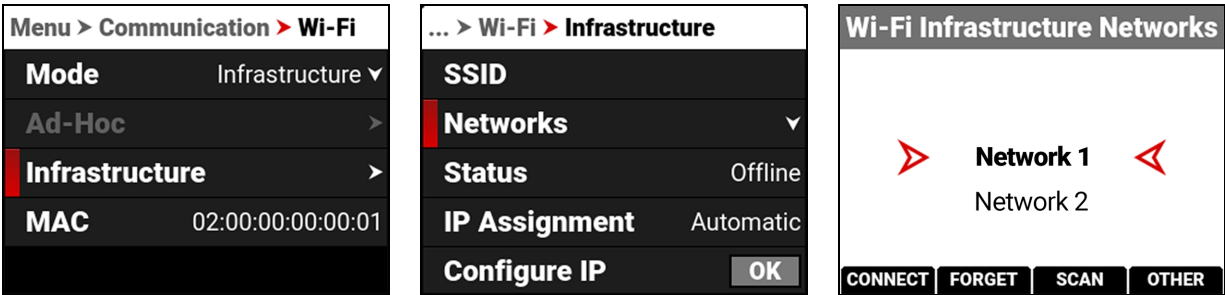 Menu > Communication > Wi-Fi
Mode Infrastructure
Ad-Hoc >
Infrastructure >
MAC 02:00:00:00:00:01
... > Wi-Fi > Infrastructure
SSID
Networks
Status Offline
IP Assignment Automatic
Configure IP OK
Wi-Fi Infrastructure Networks
Network 1
Network 2
CONNECT FORGET SCAN OTHER